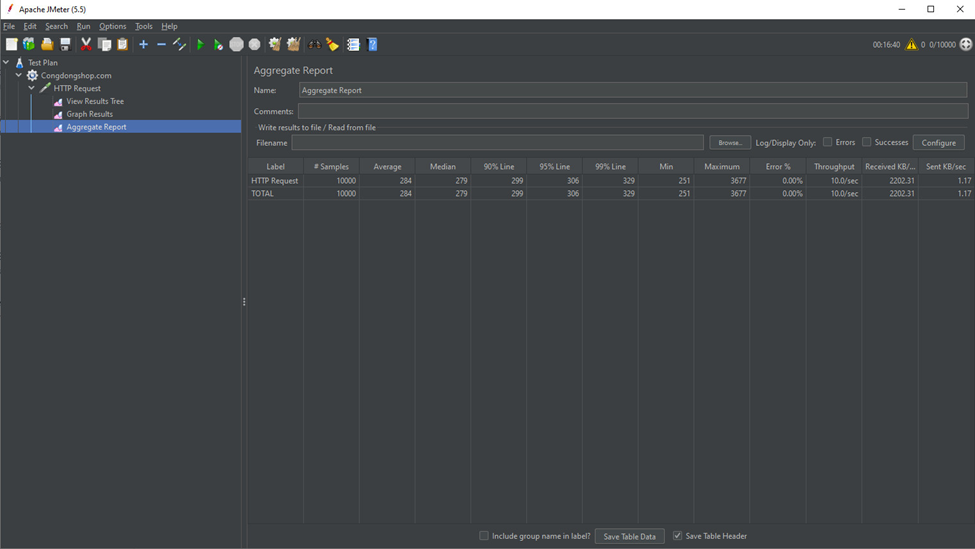 Apache JMeter (5.5)
File Edit Search Run Options Tools Help
00:16:40 0 0/10000
Test Plan
Congdongshop.com
HTTP Request
View Results Tree
Graph Results
Aggregate Report
Aggregate Report
Name: Aggregate Report
Comments:
Write results to file / Read from file
Filename Browse... Log/Display Only: Errors Successes Configure
Label # Samples Average Median 90% Line 95% Line 99% Line Min Maximum Error % Throughput Received KB/... Sent KB/sec
HTTP Request 10000 284 279 299 306 329 251 3677 0.00% 10.0/sec 2202.31 1.17
TOTAL 10000 284 279 299 306 329 251 3677 0.00% 10.0/sec 2202.31 1.17
Include group name in label? Save Table Data Save Table Header